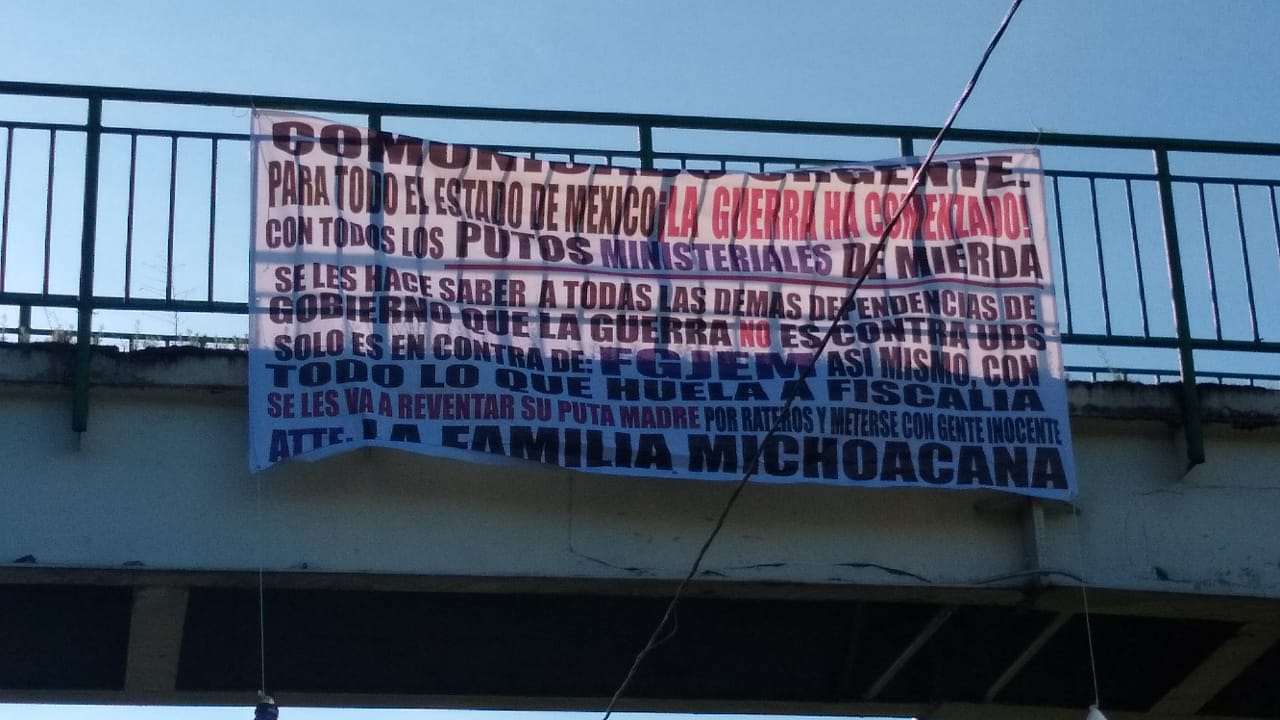 COMUNICADO URGENTE.
PARA TODO EL ESTADO DE MEXICO ¡LA GUERRA HA COMENZADO!
CON TODOS LOS PUTOS MINISTERIALES DE MIERDA
SE LES HACE SABER A TODAS LAS DEMAS DEPENDENCIAS DE
GOBIERNO QUE LA GUERRA NO ES CONTRA UDS
SOLO ES EN CONTRA DE: FGJEM ASI MISMO, CON
TODO LO QUE HUELA A FISCALIA
SE LES VA A REVENTAR SU PUTA MADRE POR RATEROS Y METERSE CON GENTE INOCENTE
ATTE. LA FAMILIA MICHOACANA